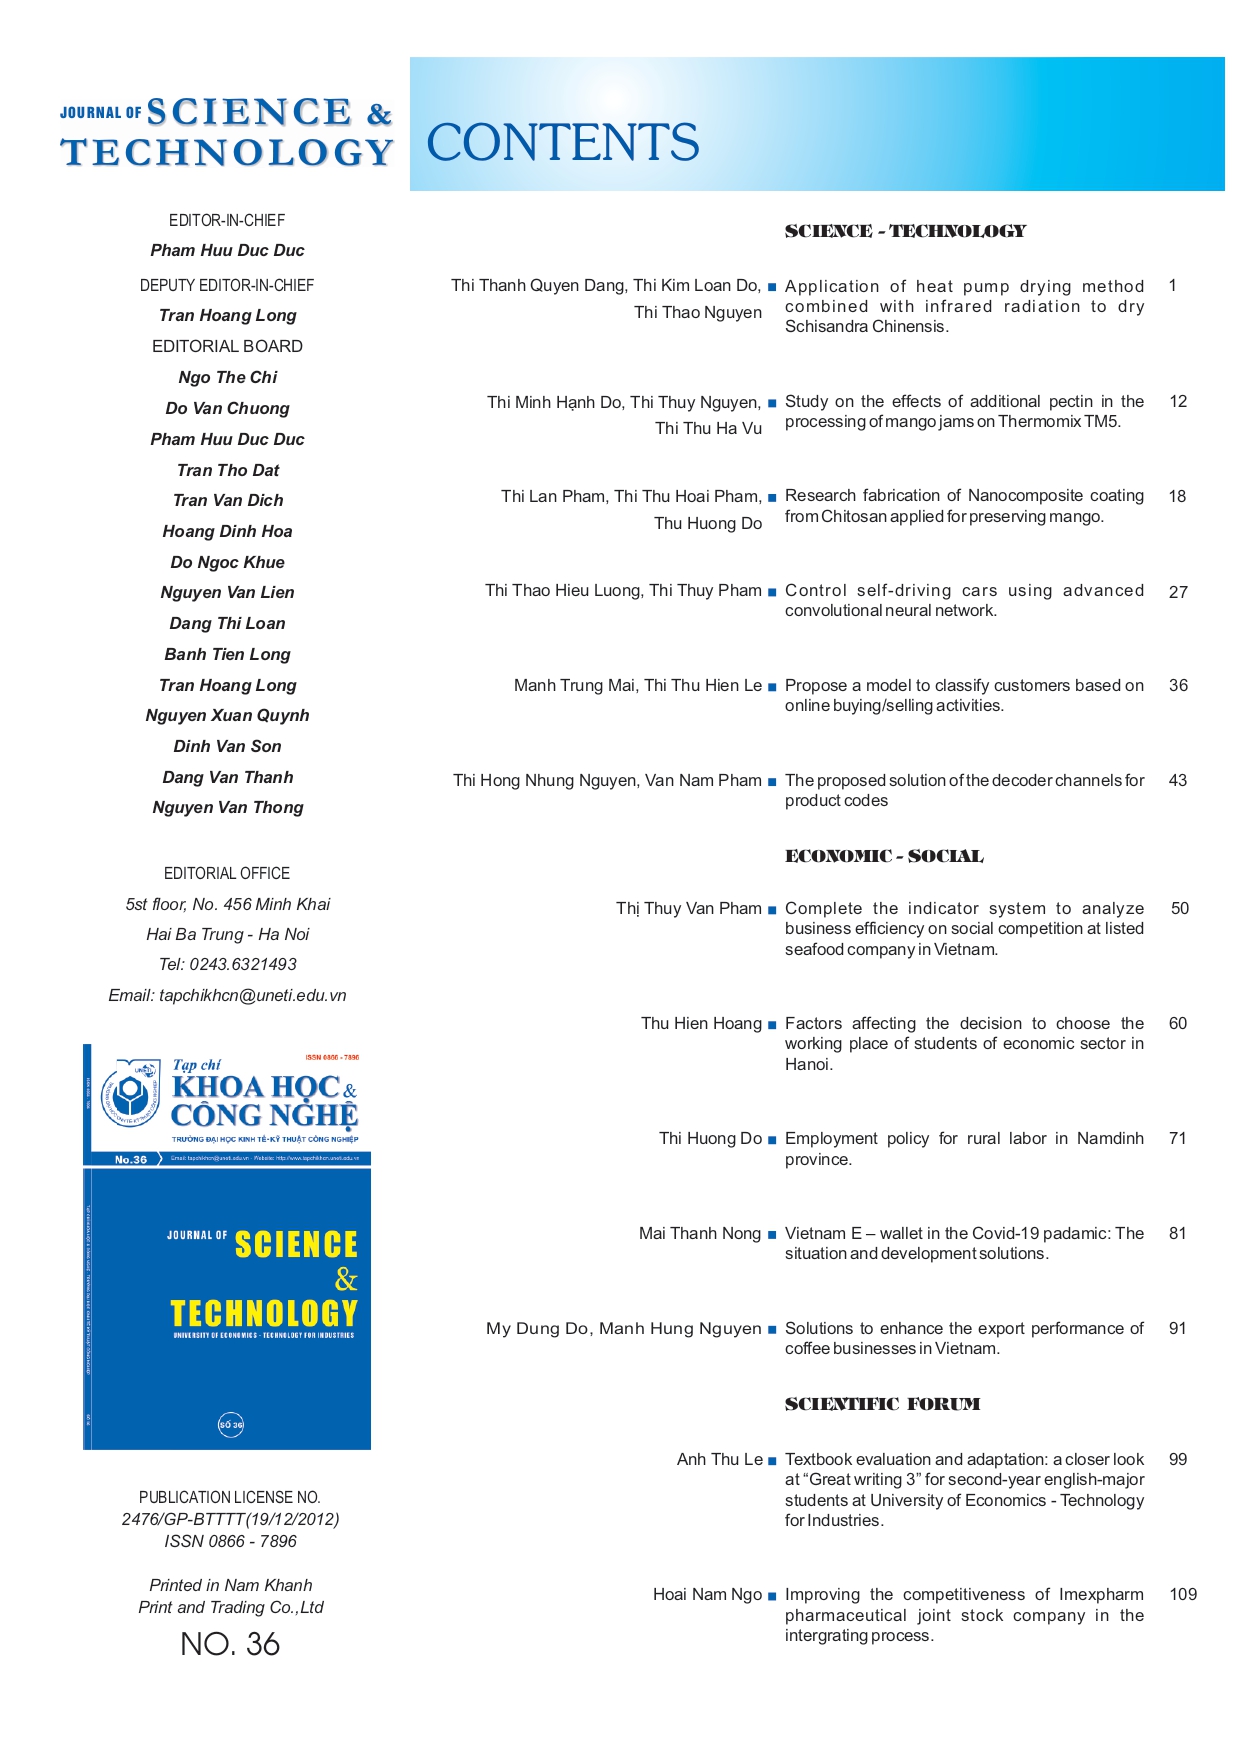 JOURNAL OF SCIENCE &
TECHNOLOGY
CONTENTS
EDITOR-IN-CHIEF
Pham Huu Duc Duc
DEPUTY EDITOR-IN-CHIEF
Tran Hoang Long
EDITORIAL BOARD
Ngo The Chi
Do Van Chuong
Pham Huu Duc Duc
Tran Tho Dat
Tran Van Dich
Hoang Dinh Hoa
Do Ngoc Khue
Nguyen Van Lien
Dang Thi Loan
Banh Tien Long
Tran Hoang Long
Nguyen Xuan Quynh
Dinh Van Son
Dang Van Thanh
Nguyen Van Thong
EDITORIAL OFFICE
5st floor, No. 456 Minh Khai
Hai Ba Trung - Ha Noi
Tel: 0243.6321493
Email: tapchikhcn@uneti.edu.vn
ISSN 0866 - 7896
UNETI
Tạp chí
KHOA HỌC &
CÔNG NGHỆ
TRƯỜNG ĐẠI HỌC KINH TẾ-KỸ THUẬT CÔNG NGHIỆP
No.36
Email: tapchikhcn@uneti.edu.vn - Website: http://www.tapchikhcn.uneti.edu.vn
JOURNAL OF SCIENCE
&
TECHNOLOGY
UNIVERSITY OF ECONOMICS - TECHNOLOGY FOR INDUSTRIES
SỐ 36
PUBLICATION LICENSE NO.
2476/GP-BTTTT(19/12/2012)
ISSN 0866 - 7896
Printed in Nam Khanh
Print and Trading Co.,Ltd
NO. 36
SCIENCE - TECHNOLOGY
Thi Thanh Quyen Dang, Thi Kim Loan Do, ■ Application of heat pump drying method 1
Thi Thao Nguyen combined with infrared radiation to dry
Schisandra Chinensis.
Thi Minh Hạnh Do, Thi Thuy Nguyen, ■ Study on the effects of additional pectin in the 12
Thi Thu Ha Vu processing of mango jams on Thermomix TM5.
Thi Lan Pham, Thi Thu Hoai Pham, ■ Research fabrication of Nanocomposite coating 18
Thu Huong Do from Chitosan applied for preserving mango.
Thi Thao Hieu Luong, Thi Thuy Pham ■ Control self-driving cars using advanced 27
convolutional neural network.
Manh Trung Mai, Thi Thu Hien Le ■ Propose a model to classify customers based on 36
online buying/selling activities.
Thi Hong Nhung Nguyen, Van Nam Pham ■ The proposed solution of the decoder channels for 43
product codes
ECONOMIC - SOCIAL
Thị Thuy Van Pham ■ Complete the indicator system to analyze 50
business efficiency on social competition at listed
seafood company in Vietnam.
Thu Hien Hoang ■ Factors affecting the decision to choose the 60
working place of students of economic sector in
Hanoi.
Thi Huong Do ■ Employment policy for rural labor in Namdinh 71
province.
Mai Thanh Nong ■ Vietnam E – wallet in the Covid-19 padamic: The 81
situation and development solutions.
My Dung Do, Manh Hung Nguyen ■ Solutions to enhance the export performance of 91
coffee businesses in Vietnam.
SCIENTIFIC FORUM
Anh Thu Le ■ Textbook evaluation and adaptation: a closer look 99
at “Great writing 3” for second-year english-major
students at University of Economics - Technology
for Industries.
Hoai Nam Ngo ■ Improving the competitiveness of Imexpharm 109
pharmaceutical joint stock company in the
intergrating process.